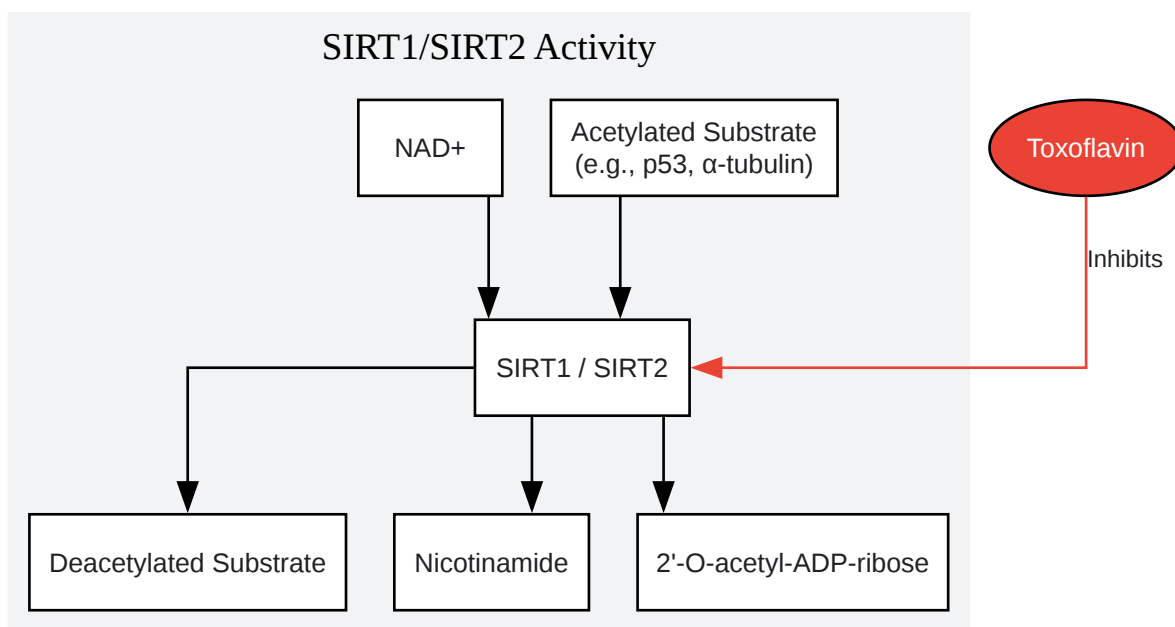 SIRT1/SIRT2 Activity
NAD+
Acetylated Substrate
(e.g., p53, α-tubulin)
Toxoflavin
Inhibits
SIRT1 / SIRT2
Deacetylated Substrate
Nicotinamide
2'-O-acetyl-ADP-ribose